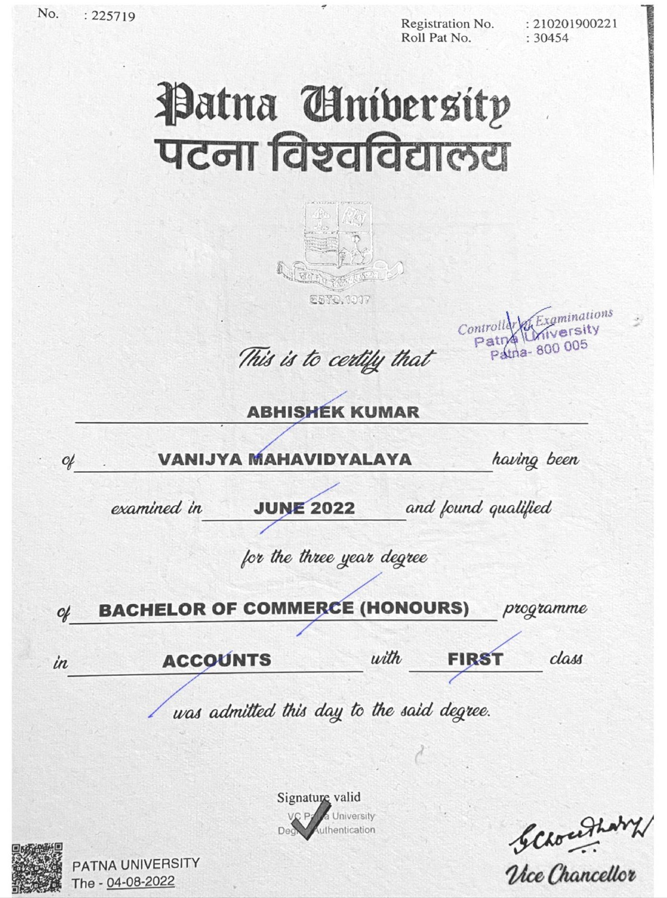 No. : 225719
Registration No. : 210201900221
Roll Pat No. : 30454
Patna University
पटना विश्वविद्यालय
ESTD.1917
Controller of Examinations
Patna University
Patna- 800 005
This is to certify that
ABHISHEK KUMAR
of VANIJYA MAHAVIDYALAYA having been
examined in JUNE 2022 and found qualified
for the three year degree
of BACHELOR OF COMMERCE (HONOURS) programme
in ACCOUNTS with FIRST class
was admitted this day to the said degree.
Signature valid
VC Patna University
Degree Authentication
GChoudhary
PATNA UNIVERSITY
The - 04-08-2022
Vice Chancellor